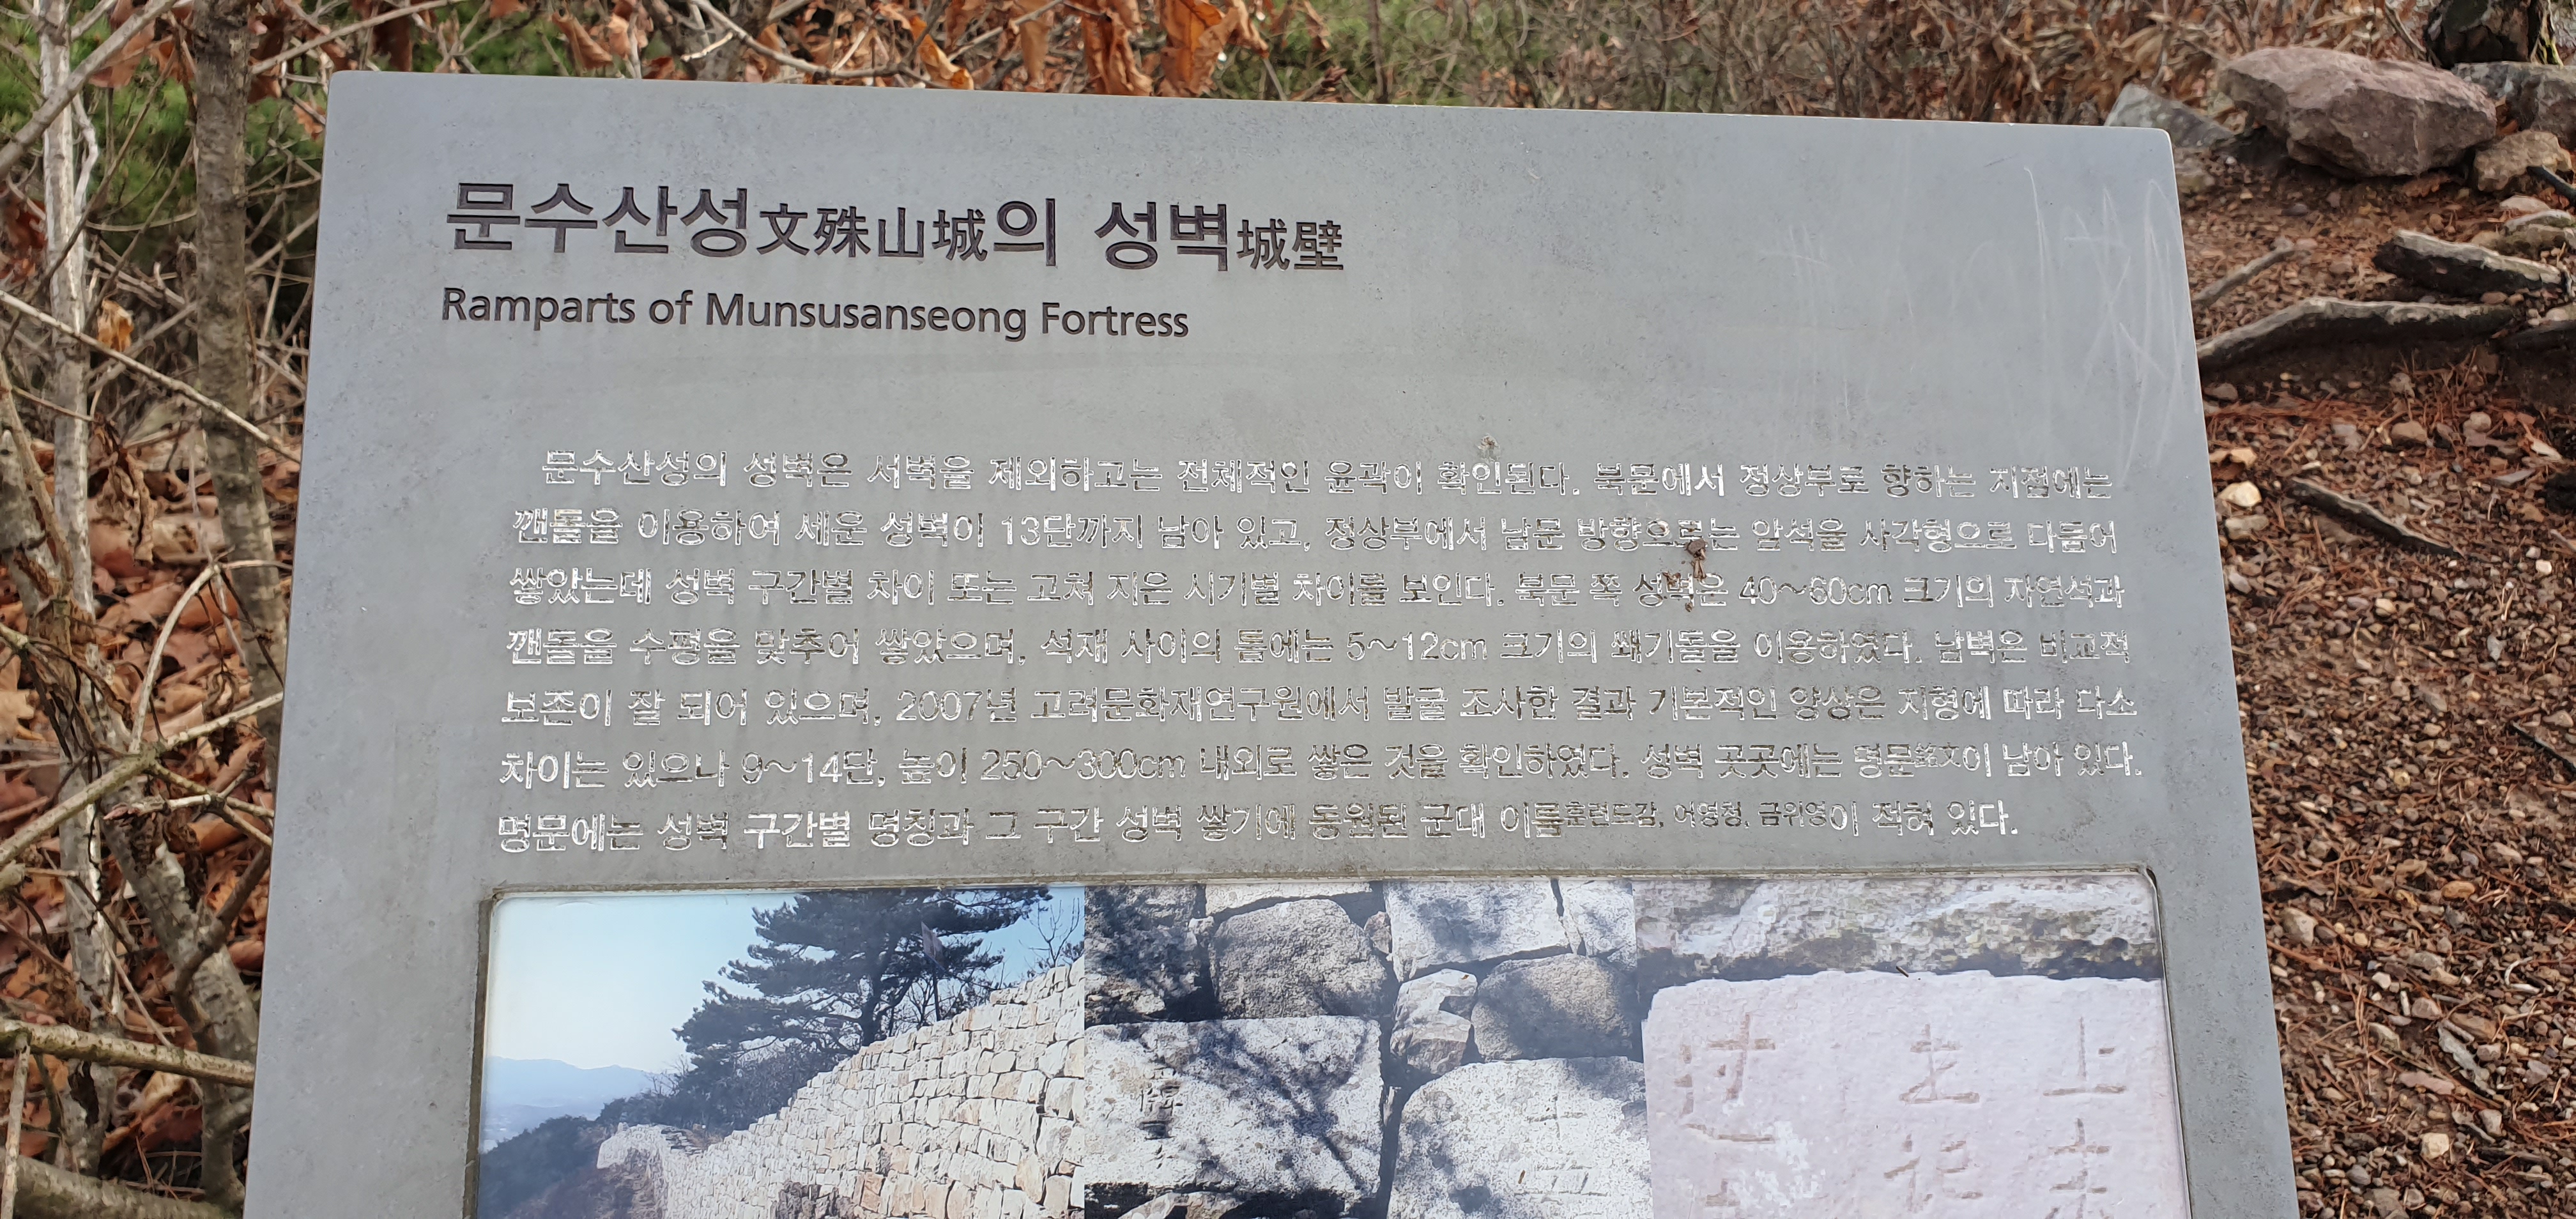 문수산성文殊山城의 성벽城壁
Ramparts of Munsusanseong Fortress
문수산성의 성벽은 서벽을 제외하고는 전체적인 윤곽이 확인된다. 북문에서 정상부로 향하는 지점에는
깬돌을 이용하여 세운 성벽이 13단까지 남아 있고, 정상부에서 남문 방향으로는 암석을 사각형으로 다듬어
쌓았는데 성벽 구간별 차이 또는 고쳐 지은 시기별 차이를 보인다. 북문 쪽 성벽은 40~60cm 크기의 자연석과
깬돌을 수평을 맞추어 쌓았으며, 석재 사이의 틈에는 5~12cm 크기의 쐐기돌을 이용하였다. 남벽은 비교적
보존이 잘 되어 있으며, 2007년 고려문화재연구원에서 발굴 조사한 결과 기본적인 양상은 지형에 따라 다소
차이는 있으나 9~14단, 높이 250~300cm 내외로 쌓은 것을 확인하였다. 성벽 곳곳에는 명문銘文이 남아 있다.
명문에는 성벽 구간별 명칭과 그 구간 성벽 쌓기에 동원된 군대 이름훈련도감, 어영청, 금위영이 적혀 있다.